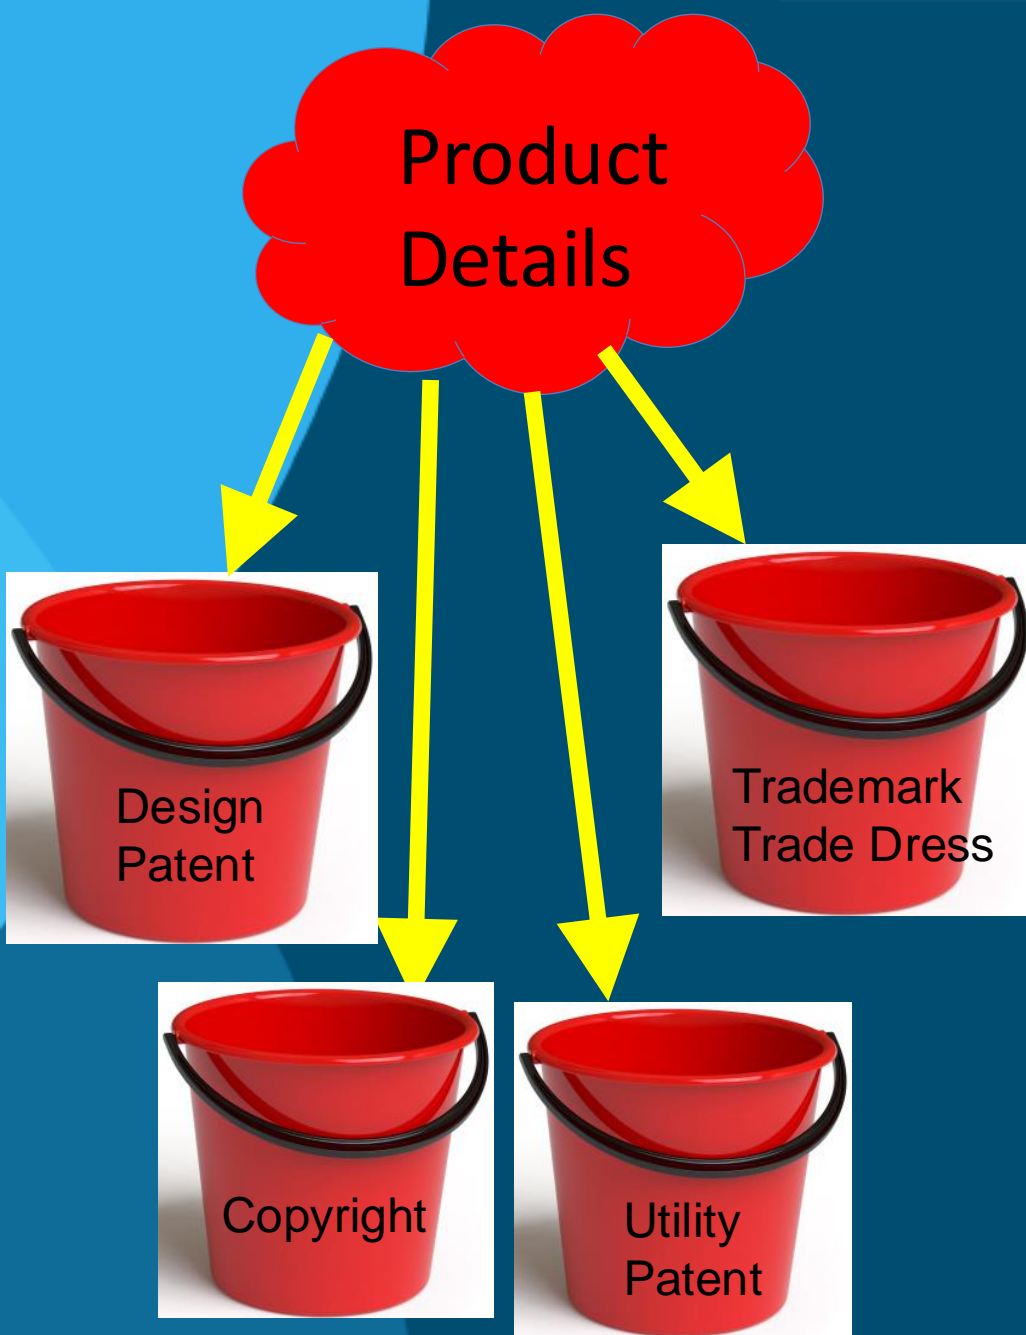 Product
Details
Design
Patent
Trademark
Trade Dress
Copyright
Utility
Patent